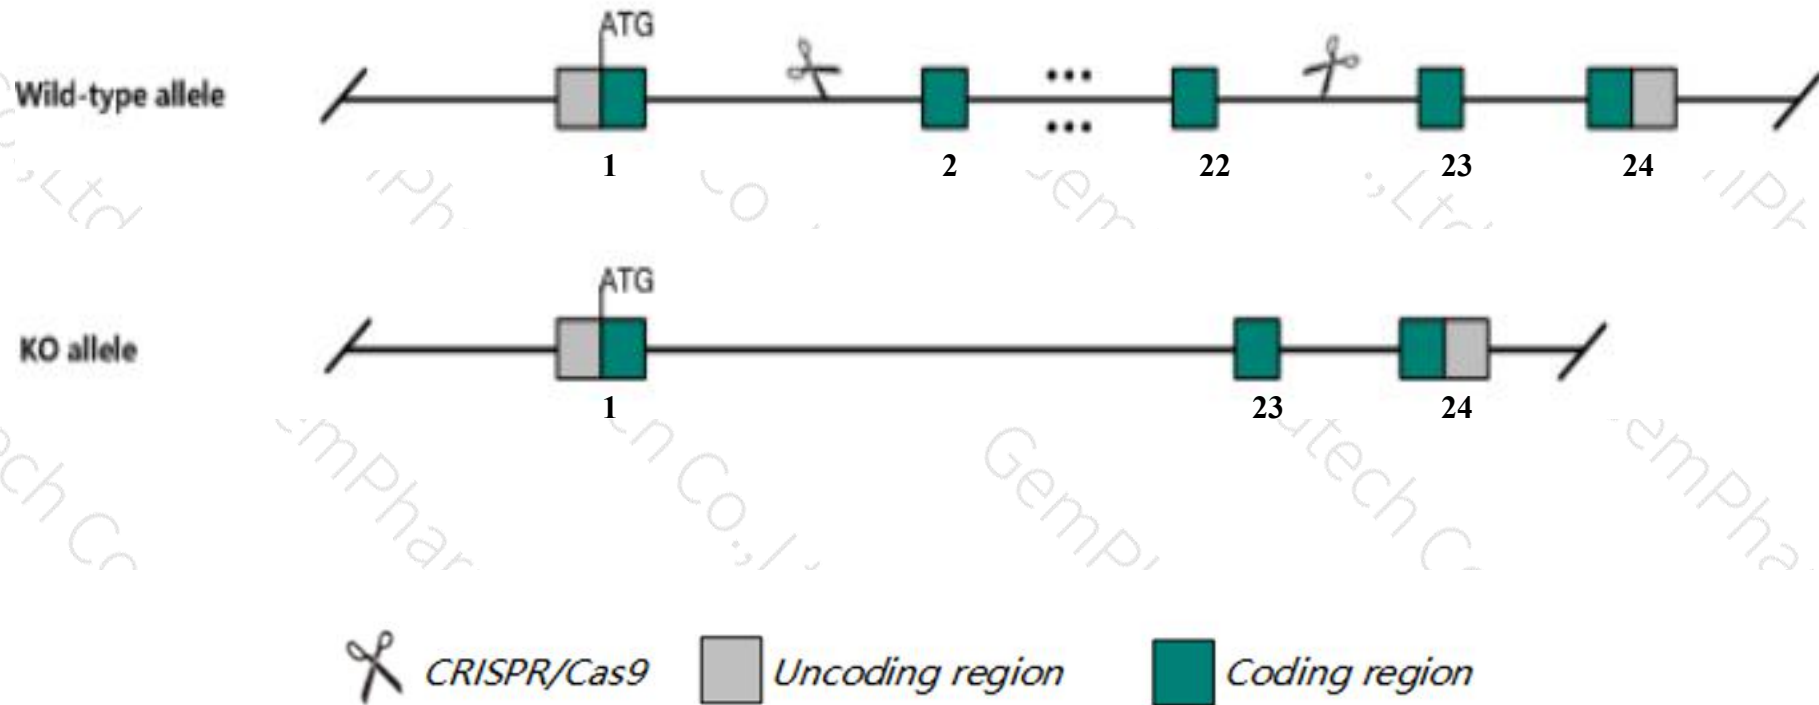 ATG
Wild-type allele
... 
...
1 2 22 23 24
ATG
KO allele
1 23 24
CRISPR/Cas9 Uncoding region Coding region